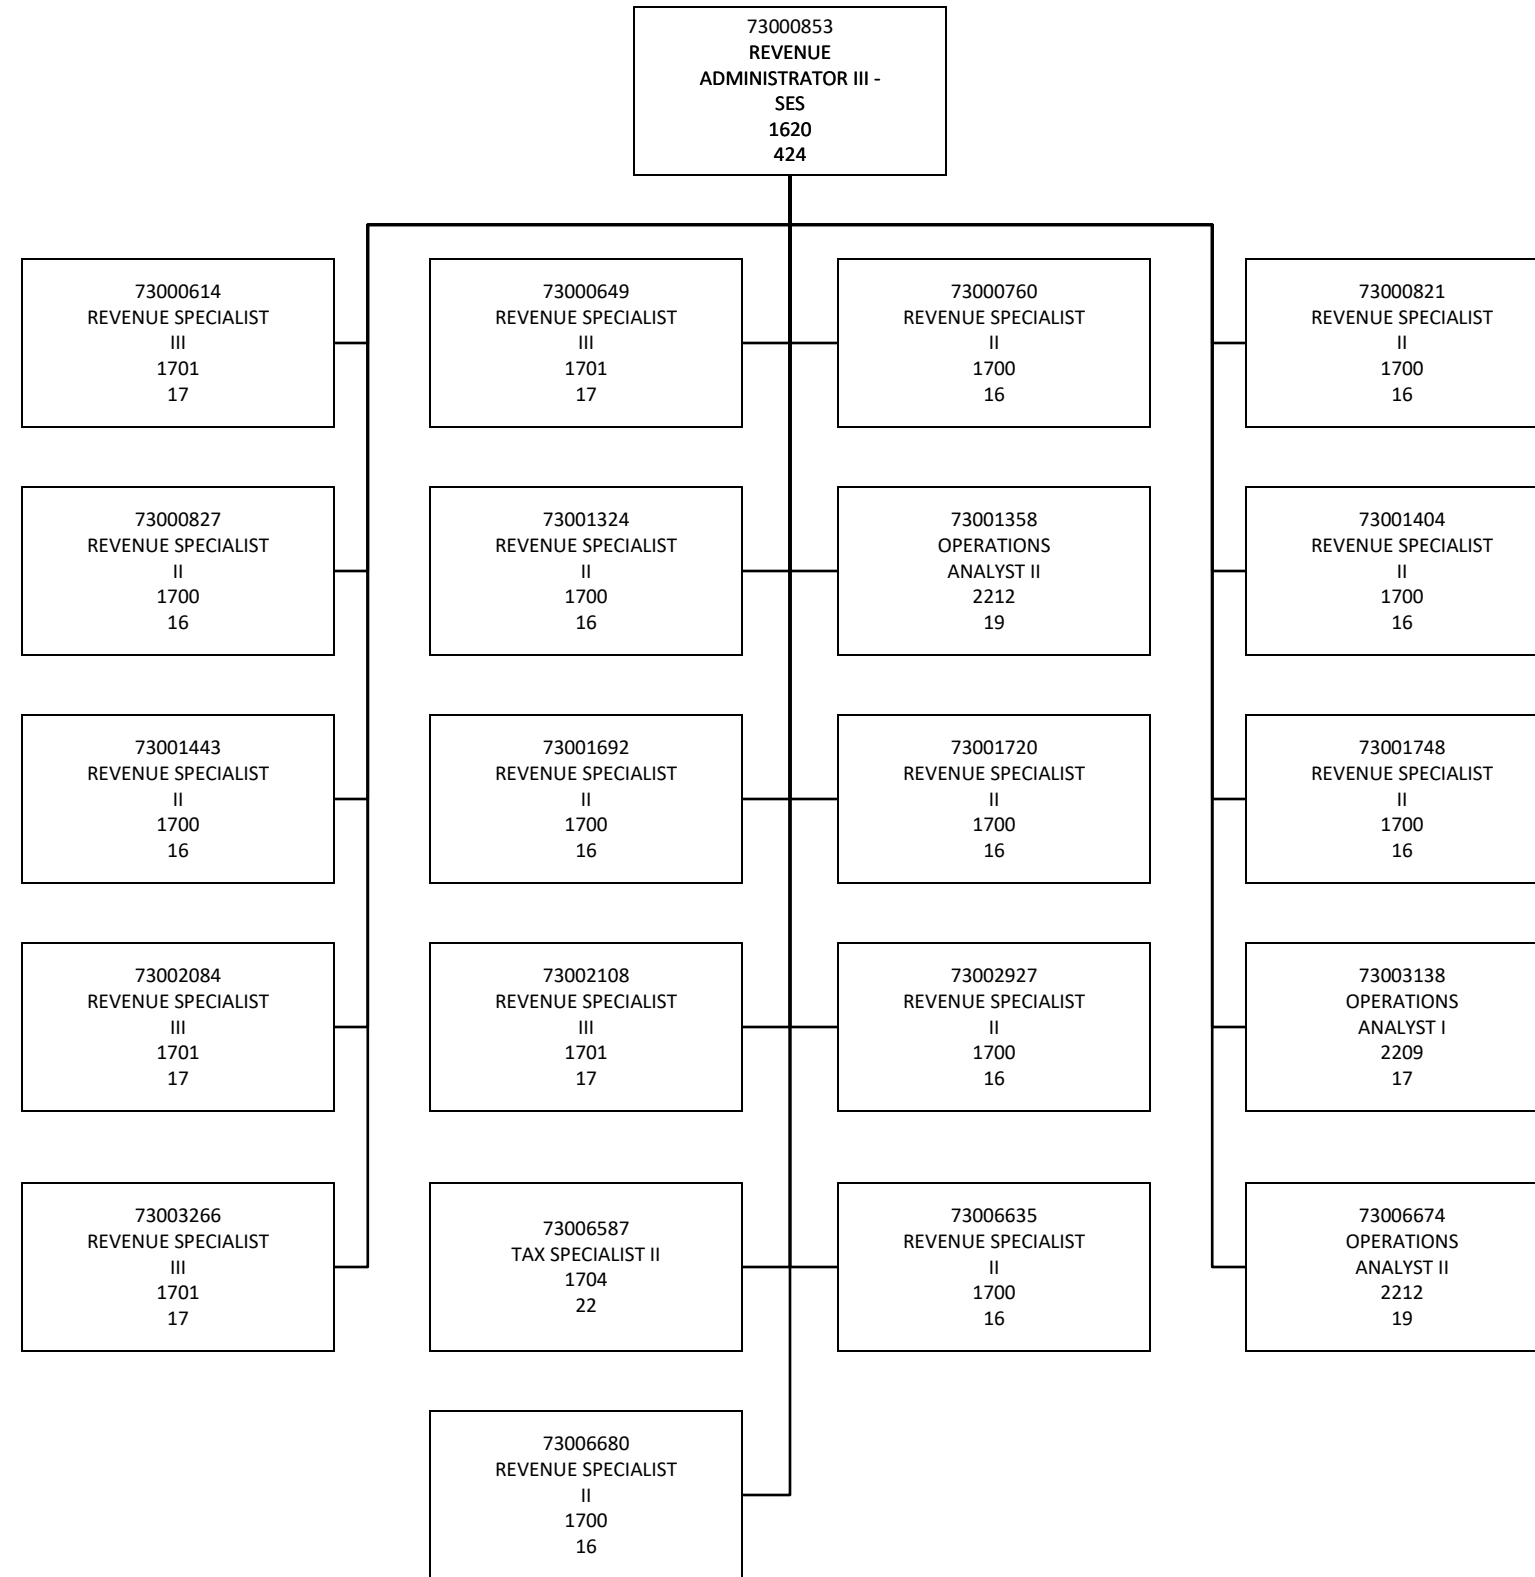 73000853
REVENUE
ADMINISTRATOR III -
SES
1620
424
73000614
REVENUE SPECIALIST
III
1701
17
73000649
REVENUE SPECIALIST
III
1701
17
73000760
REVENUE SPECIALIST
II
1700
16
73000821
REVENUE SPECIALIST
II
1700
16
73000827
REVENUE SPECIALIST
II
1700
16
73001324
REVENUE SPECIALIST
II
1700
16
73001358
OPERATIONS
ANALYST II
2212
19
73001404
REVENUE SPECIALIST
II
1700
16
73001443
REVENUE SPECIALIST
II
1700
16
73001692
REVENUE SPECIALIST
II
1700
16
73001720
REVENUE SPECIALIST
II
1700
16
73001748
REVENUE SPECIALIST
II
1700
16
73002084
REVENUE SPECIALIST
III
1701
17
73002108
REVENUE SPECIALIST
III
1701
17
73002927
REVENUE SPECIALIST
II
1700
16
73003138
OPERATIONS
ANALYST I
2209
17
73003266
REVENUE SPECIALIST
III
1701
17
73006587
TAX SPECIALIST II
1704
22
73006635
REVENUE SPECIALIST
II
1700
16
73006674
OPERATIONS
ANALYST II
2212
19
73006680
REVENUE SPECIALIST
II
1700
16